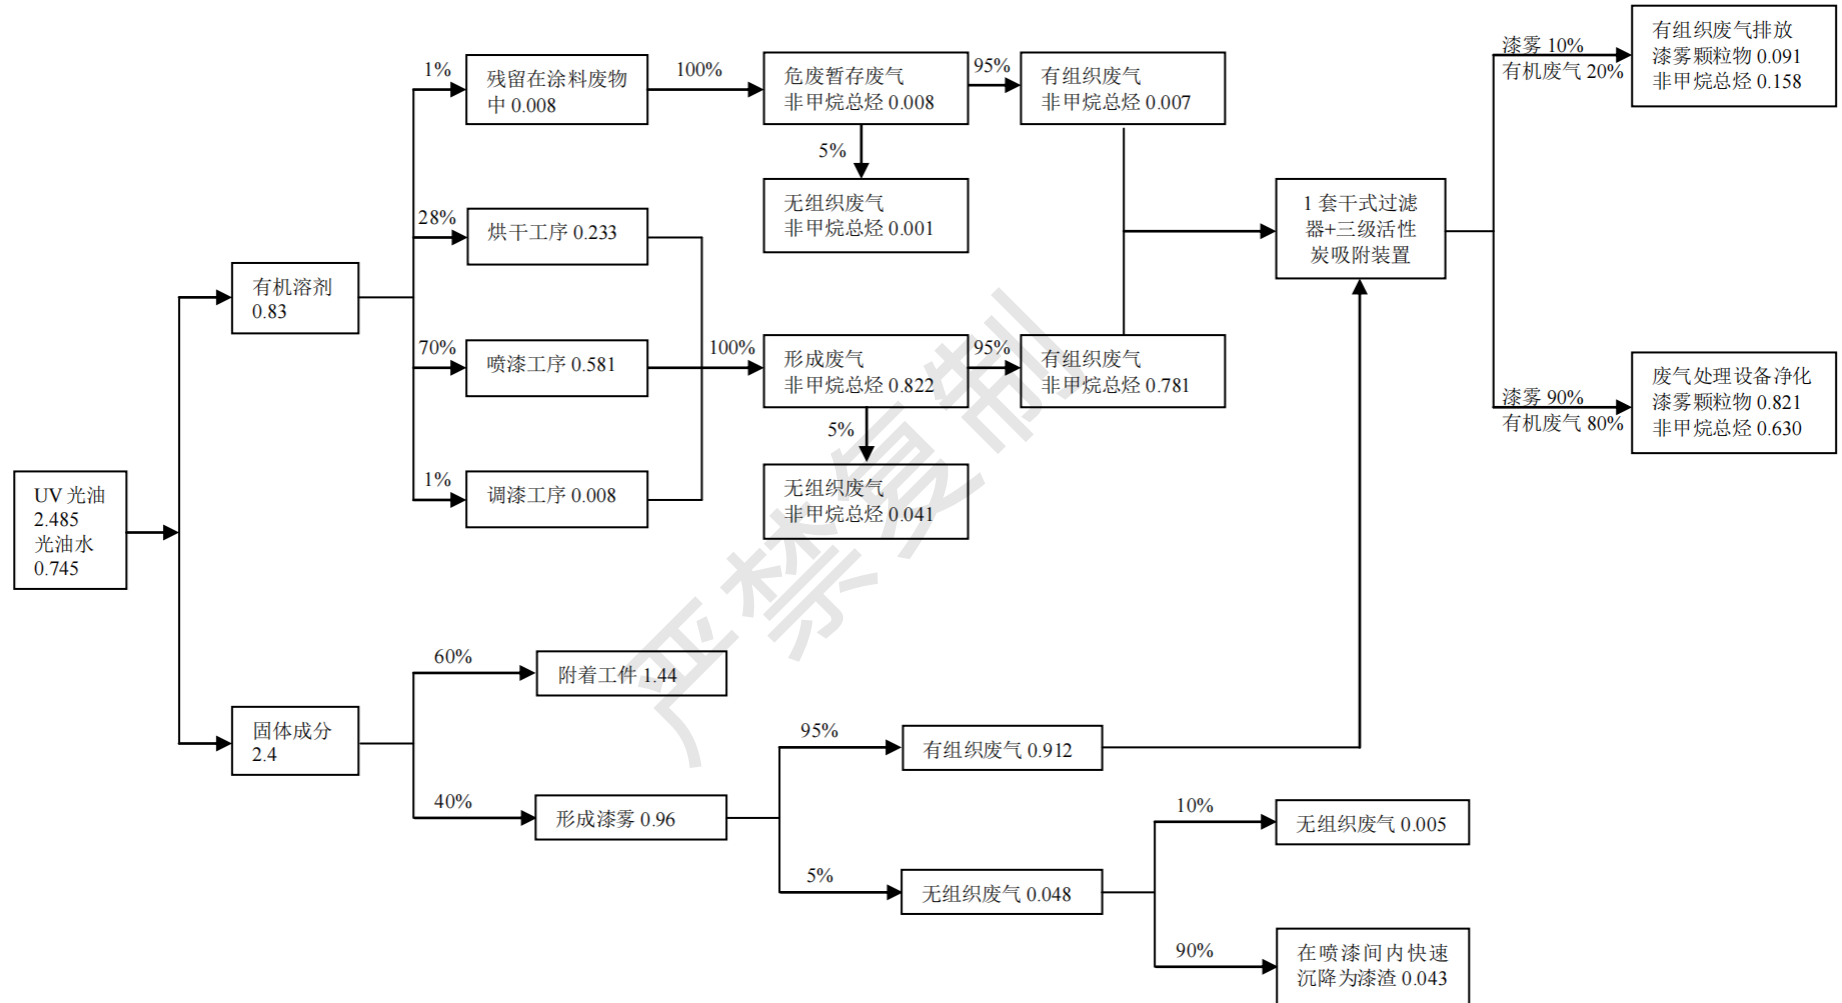 UV 光油
2.485
光油水
0.745
有机溶剂
0.83
1%
残留在涂料废物
中 0.008
100%
危废暂存废气
非甲烷总烃 0.008
95%
有组织废气
非甲烷总烃 0.007
5%
无组织废气
非甲烷总烃 0.001
28%
烘干工序 0.233
70%
喷漆工序 0.581
100%
形成废气
非甲烷总烃 0.822
95%
有组织废气
非甲烷总烃 0.781
5%
无组织废气
非甲烷总烃 0.041
1%
调漆工序 0.008
1 套干式过滤
器+三级活性
炭吸附装置
漆雾 10%
有机废气 20%
有组织废气排放
漆雾颗粒物 0.091
非甲烷总烃 0.158
漆雾 90%
有机废气 80%
废气处理设备净化
漆雾颗粒物 0.821
非甲烷总烃 0.630
固体成分
2.4
60%
附着工件 1.44
40%
形成漆雾 0.96
95%
有组织废气 0.912
5%
无组织废气 0.048
10%
无组织废气 0.005
90%
在喷漆间内快速
沉降为漆渣 0.043
严禁复制